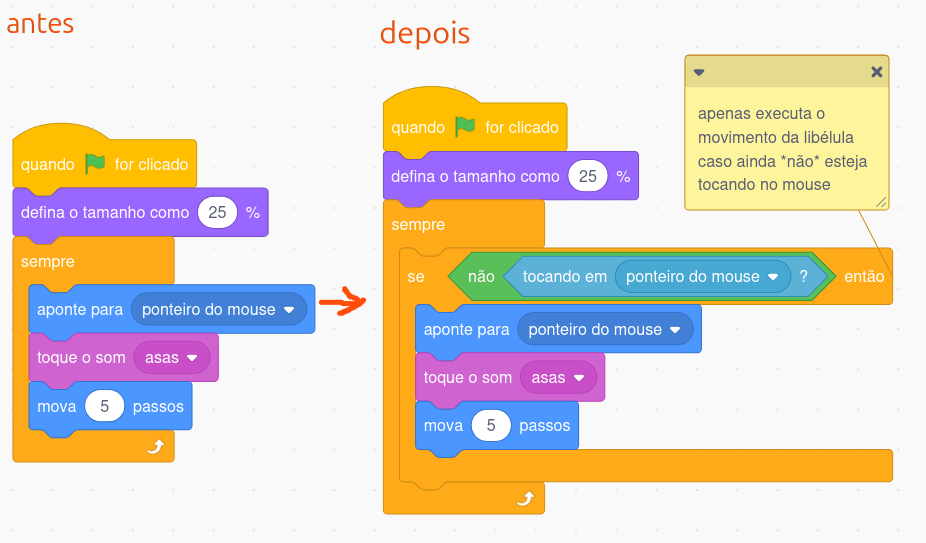 antes
quando for clicado
defina o tamanho como 25 %
sempre
aponte para ponteiro do mouse
toque o som asas
mova 5 passos
depois
quando for clicado
defina o tamanho como 25 %
sempre
se não tocando em ponteiro do mouse ? então
aponte para ponteiro do mouse
toque o som asas
mova 5 passos
apenas executa o
movimento da libélula
caso ainda *não* esteja
tocando no mouse